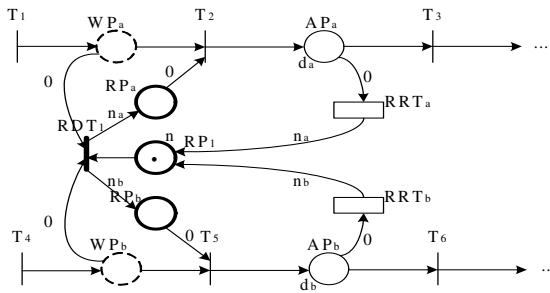 T1 WPa T2 APa T3
...
0 RPa 0 da 0
RDT1 na RRTa
n RP1 na
nb nb
RPb RRTb
0 0
T4 WPb T5 APb 0 T6
db
...